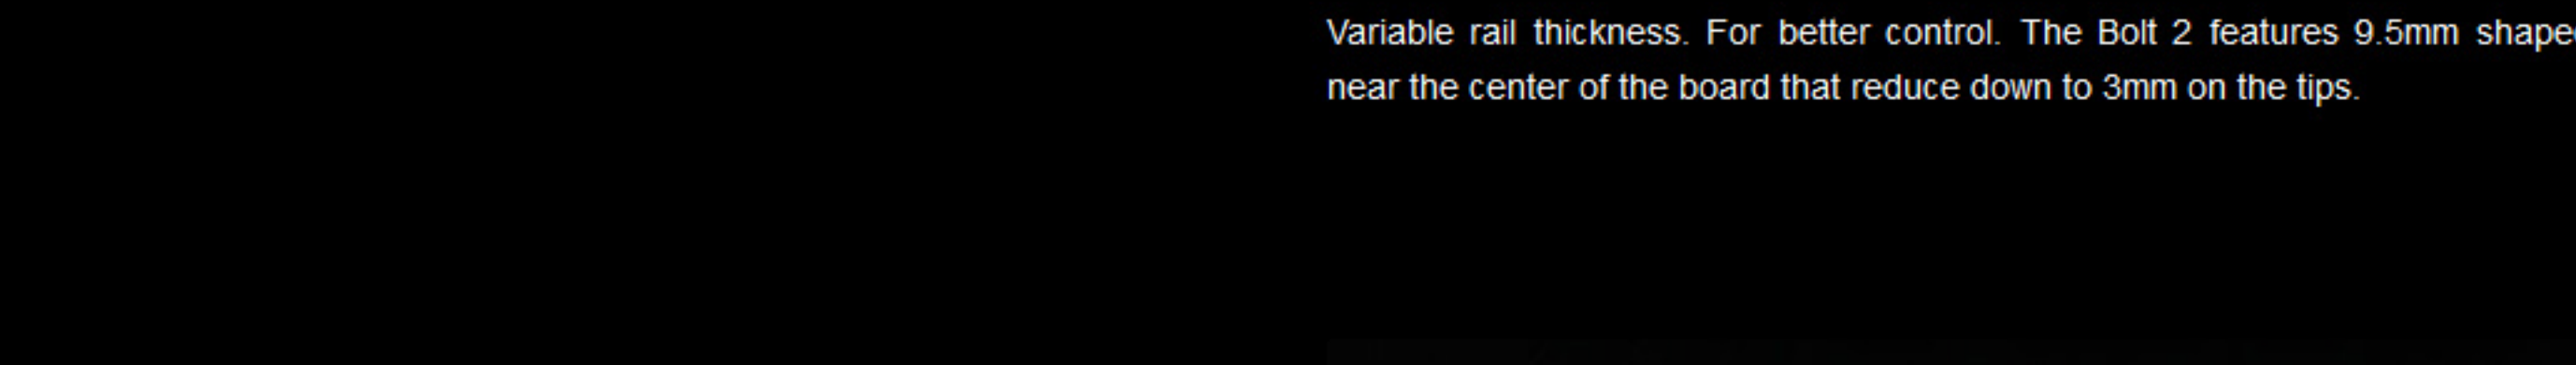 Variable rail thickness. For better control. The Bolt 2 features 9.5mm
near the center of the board that reduce down to 3mm on the tips.